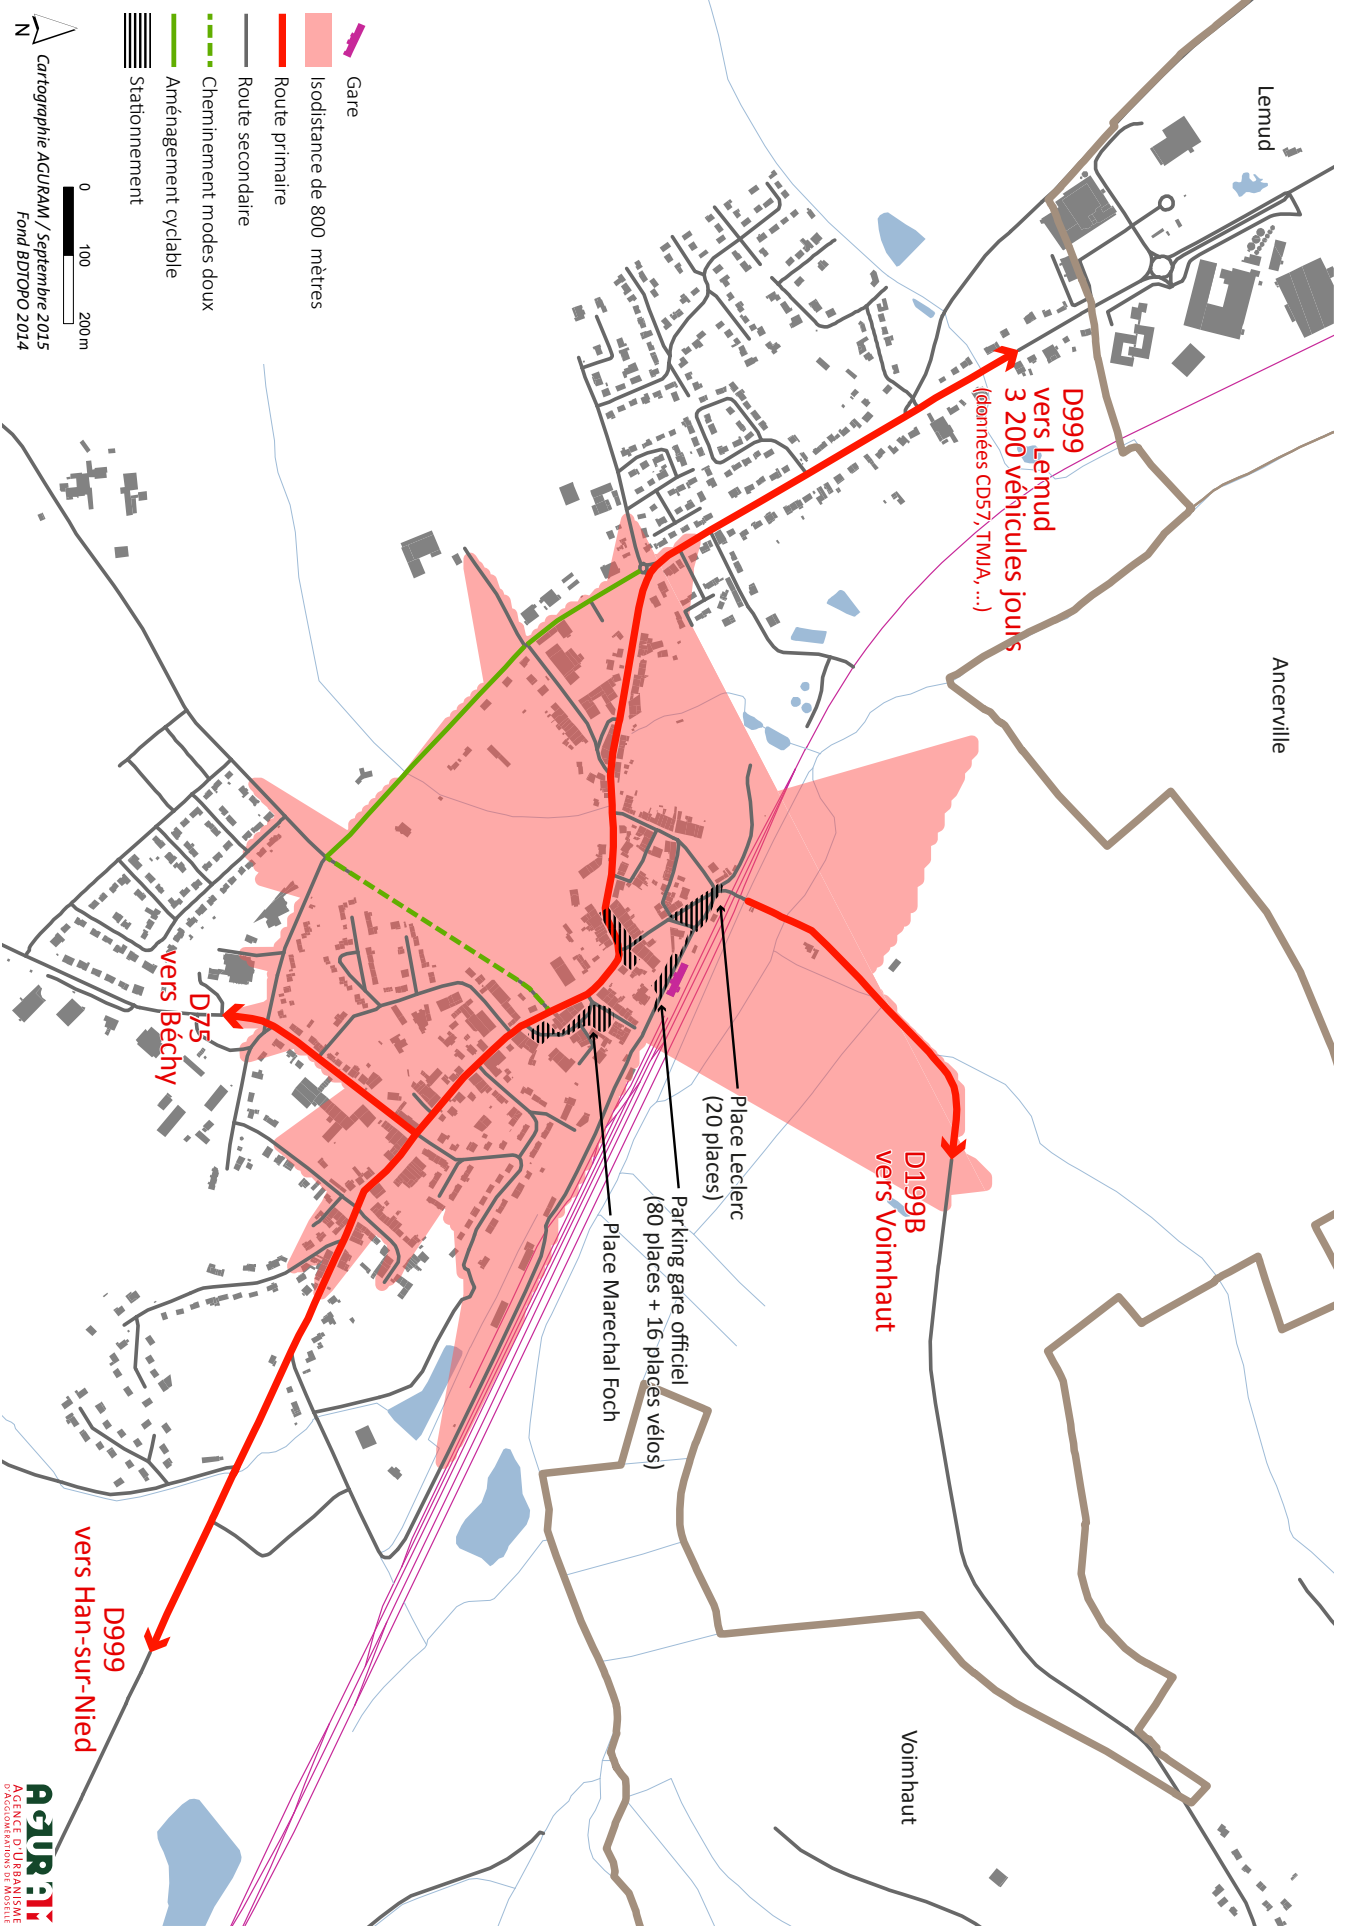 Lemud
Ancerville
Voimhaut
D999
vers Lemud
3 200 véhicules jours
(données CD57, TMJA, ...)
D199B
vers Voimhaut
Place Leclerc
(20 places)
Parking gare officiel
(80 places + 16 places vélos)
Place Marechal Foch
D75
vers Béchy
D999
vers Han-sur-Nied
Gare
Isodistance de 800 mètres
Route primaire
Route secondaire
Cheminement modes doux
Aménagement cyclable
Stationnement
0 100 200 m
N
Cartographie AGURAM / Septembre 2015
Fond BDTOPO 2014
AGURAM
AGENCE D'URBANISME
D'AGGLOMÉRATIONS DE MOSELLE